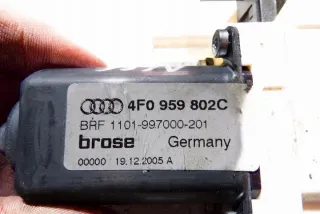 4F0 959 802C
BRF 1101-997000-201
brose Germany
00000 19.12.2005 A